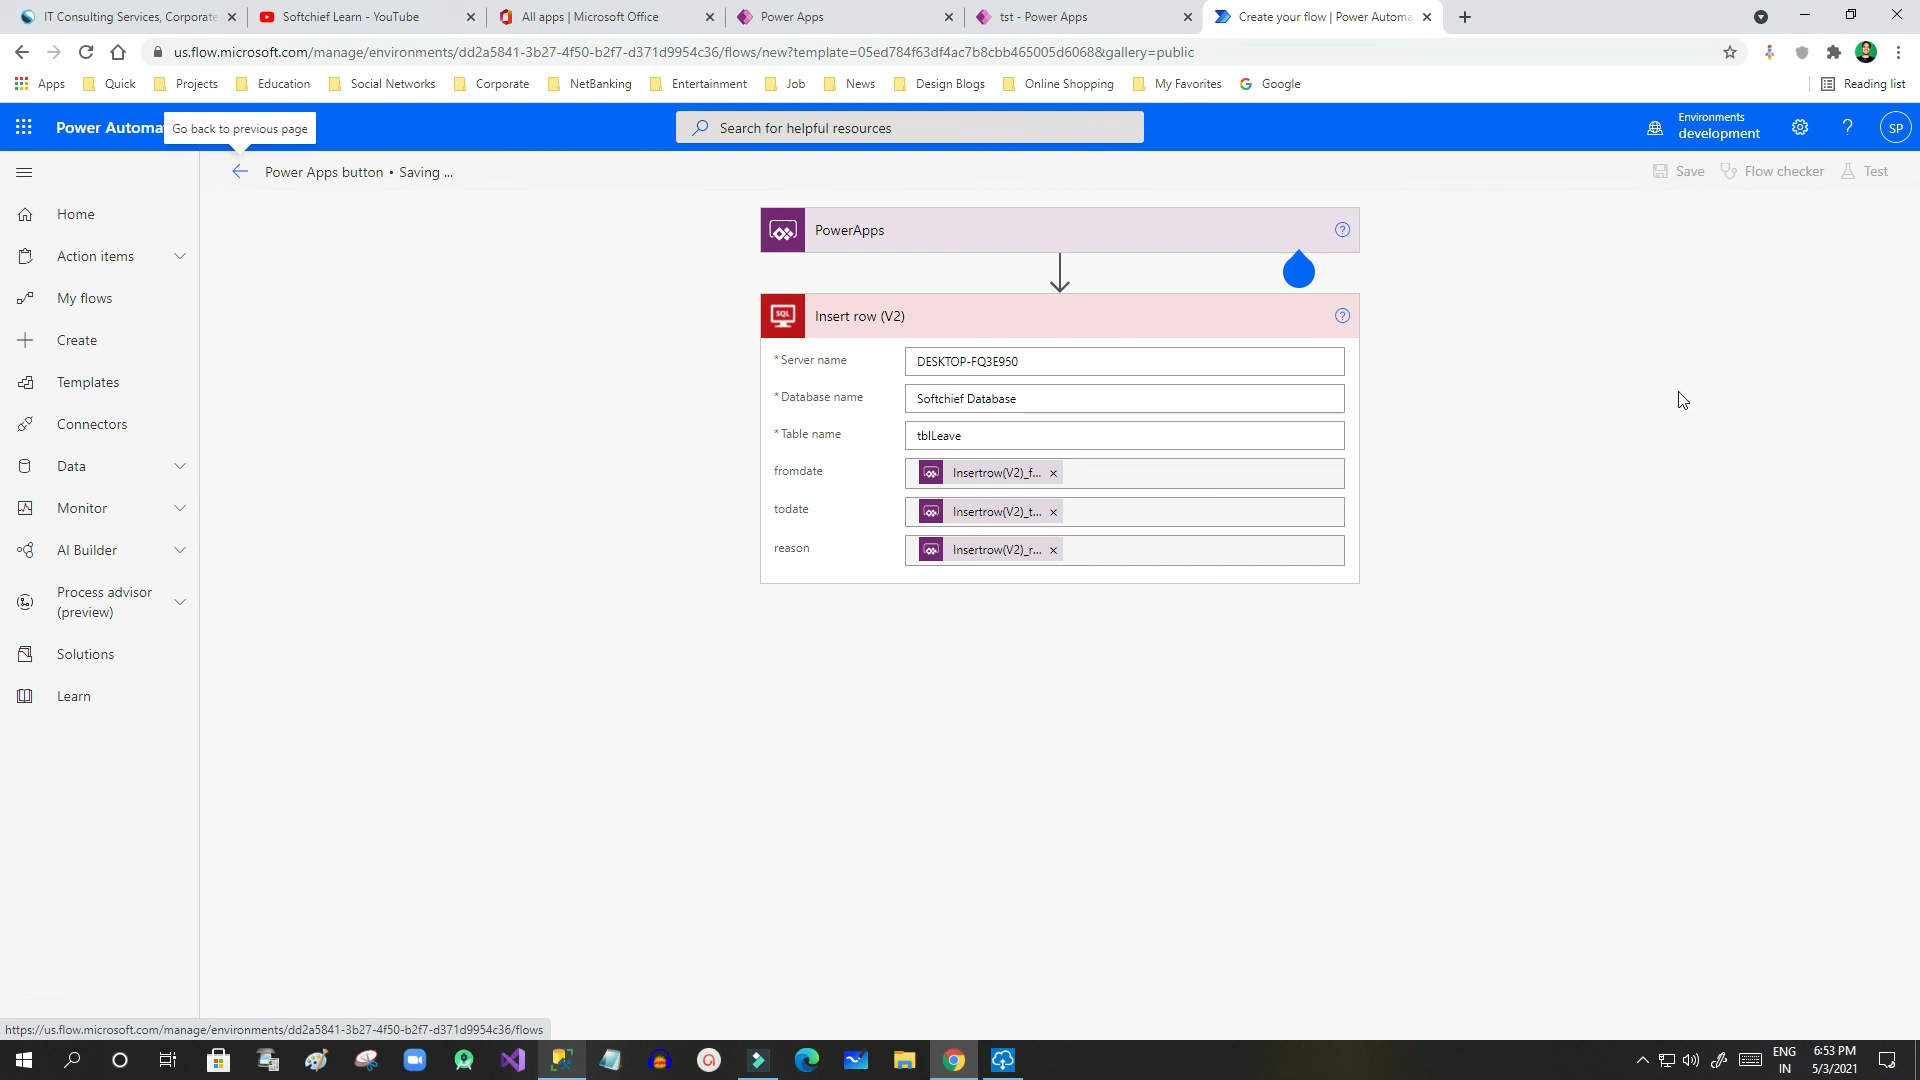 IT Consulting Services, Corporate
Softchief Learn - YouTube
All apps | Microsoft Office
Power Apps
tst - Power Apps
Create your flow | Power Automa
us.flow.microsoft.com/manage/environments/dd2a5841-3b27-4f50-b2f7-d371d9954c36/flows/new?template=05ed784f63df4ac7b8cbb465005d6068&gallery=public
Apps
Quick
Projects
Education
Social Networks
Corporate
NetBanking
Entertainment
Job
News
Design Blogs
Online Shopping
My Favorites
Google
Reading list
Power Automa
Go back to previous page
Search for helpful resources
Environments
development
SP
Power Apps button • Saving ...
Save
Flow checker
Test
Home
Action items
My flows
Create
Templates
Connectors
Data
Monitor
AI Builder
Process advisor
(preview)
Solutions
Learn
PowerApps
SQL
Insert row (V2)
* Server name
DESKTOP-FQ3E950
* Database name
Softchief Database
* Table name
tblLeave
fromdate
Insertrow(V2)_f...
todate
Insertrow(V2)_t...
reason
Insertrow(V2)_r...
https://us.flow.microsoft.com/manage/environments/dd2a5841-3b27-4f50-b2f7-d371d9954c36/flows
ENG
IN
6:53 PM
5/3/2021